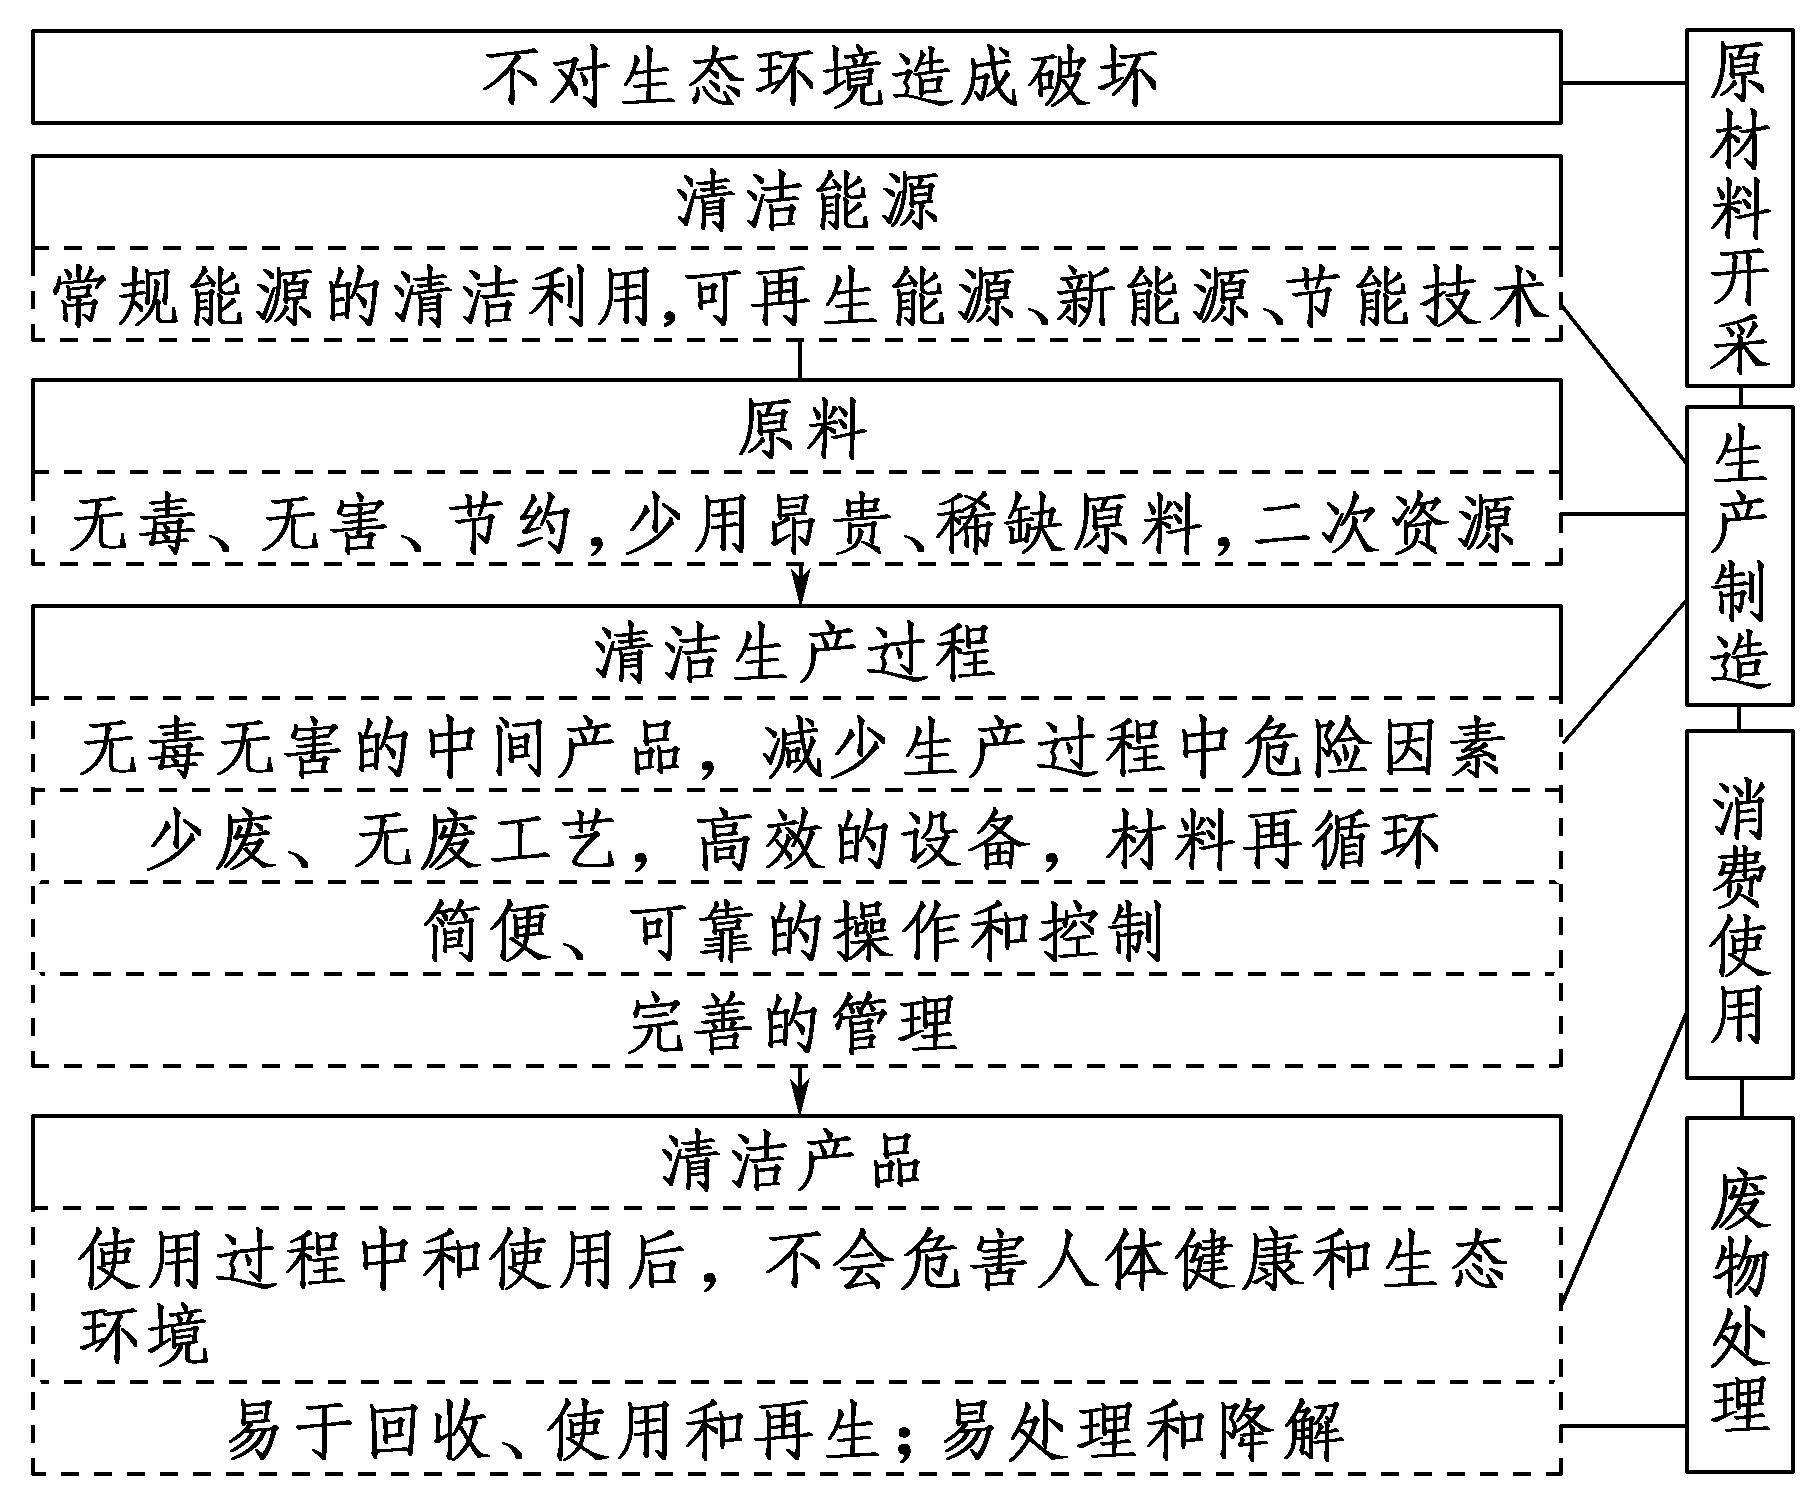 不对生态环境造成破坏
清洁能源
常规能源的清洁利用,可再生能源、新能源、节能技术
原料
无毒、无害、节约,少用昂贵、稀缺原料,二次资源
清洁生产过程
无毒无害的中间产品,减少生产过程中危险因素
少废、无废工艺,高效的设备,材料再循环
简便、可靠的操作和控制
完善的管理
清洁产品
使用过程中和使用后,不会危害人体健康和生态
环境
易于回收、使用和再生;易处理和降解
原材料开采
生产制造
消费使用
废物处理